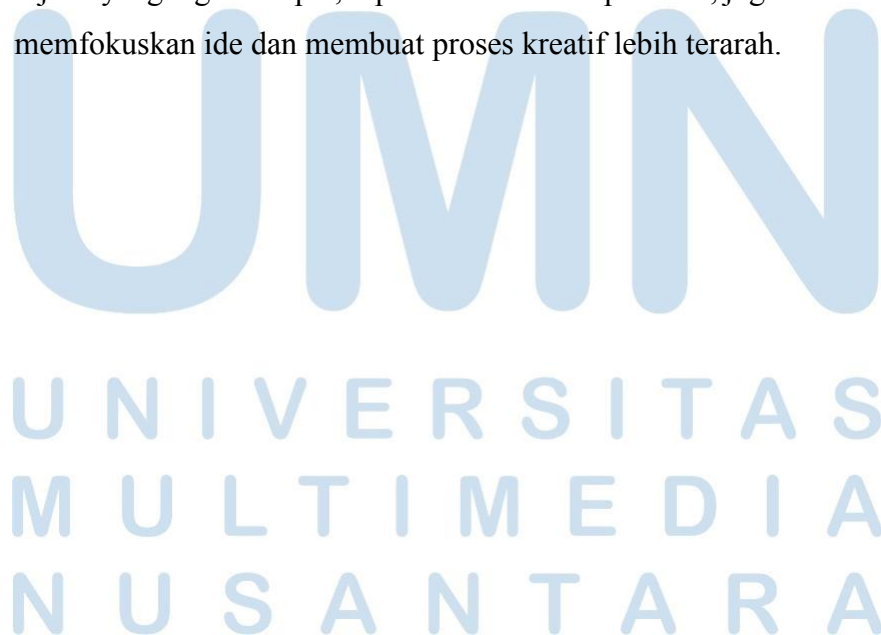 memfokuskan ide dan membuat proses kreatif lebih terarah.
UMN
UNIVERSITAS
MULTIMEDIA
NUSANTARA